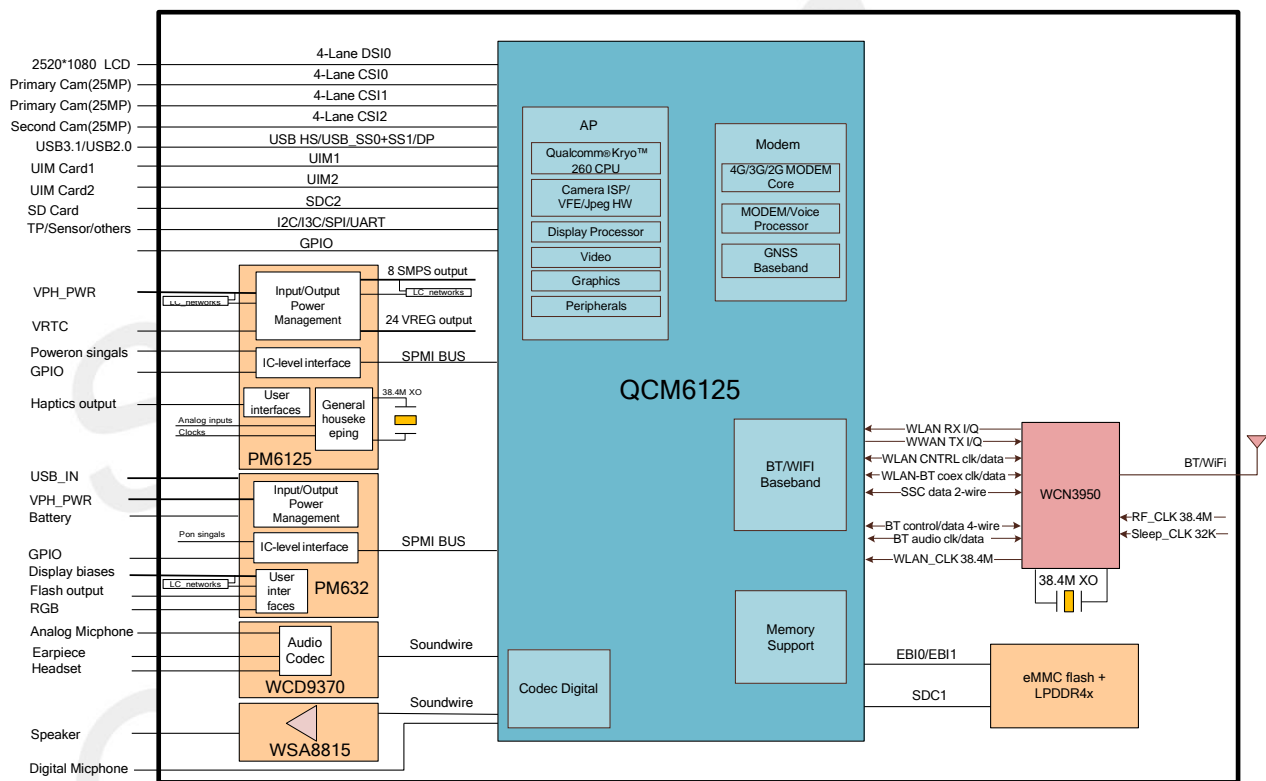 2520*1080 LCD
4-Lane DSI0
Primary Cam(25MP)
4-Lane CSI0
Primary Cam(25MP)
4-Lane CSI1
Second Cam(25MP)
4-Lane CSI2
USB3.1/USB2.0
USB HS/USB_SS0+SS1/DP
UIM Card1
UIM1
UIM Card2
UIM2
SD Card
SDC2
TP/Sensor/others
I2C/I3C/SPI/UART
GPIO
VPH_PWR
LC_networks
Input/Output
Power
Management
8 SMPS output
LC_networks
VRTC
24 VREG output
Poweron singals
GPIO
IC-level interface
SPMI BUS
Haptics output
User
interfaces
General
houseke
eping
38.4M XO
Analog inputs
Clocks
PM6125
USB_IN
VPH_PWR
Battery
Input/Output
Power
Management
Pon singals
GPIO
IC-level interface
SPMI BUS
Display biases
LC_networks
Flash output
RGB
User
inter
faces
PM632
Analog Micphone
Earpiece
Headset
Audio
Codec
WCD9370
Soundwire
Speaker
WSA8815
Soundwire
Digital Micphone
AP
Qualcomm®Kryo™
260 CPU
Camera ISP/
VFE/Jpeg HW
Display Processor
Video
Graphics
Peripherals
Modem
4G/3G/2G MODEM
Core
MODEM/Voice
Processor
GNSS
Baseband
QCM6125
BT/WIFI
Baseband
Memory
Support
Codec Digital
WLAN RX I/Q
WWAN TX I/Q
WLAN CNTRL clk/data
WLAN-BT coex clk/data
SSC data 2-wire
BT control/data 4-wire
BT audio clk/data
WLAN_CLK 38.4M
WCN3950
BT/WiFi
RF_CLK 38.4M
Sleep_CLK 32K
38.4M XO
EBI0/EBI1
SDC1
eMMC flash +
LPDDR4x